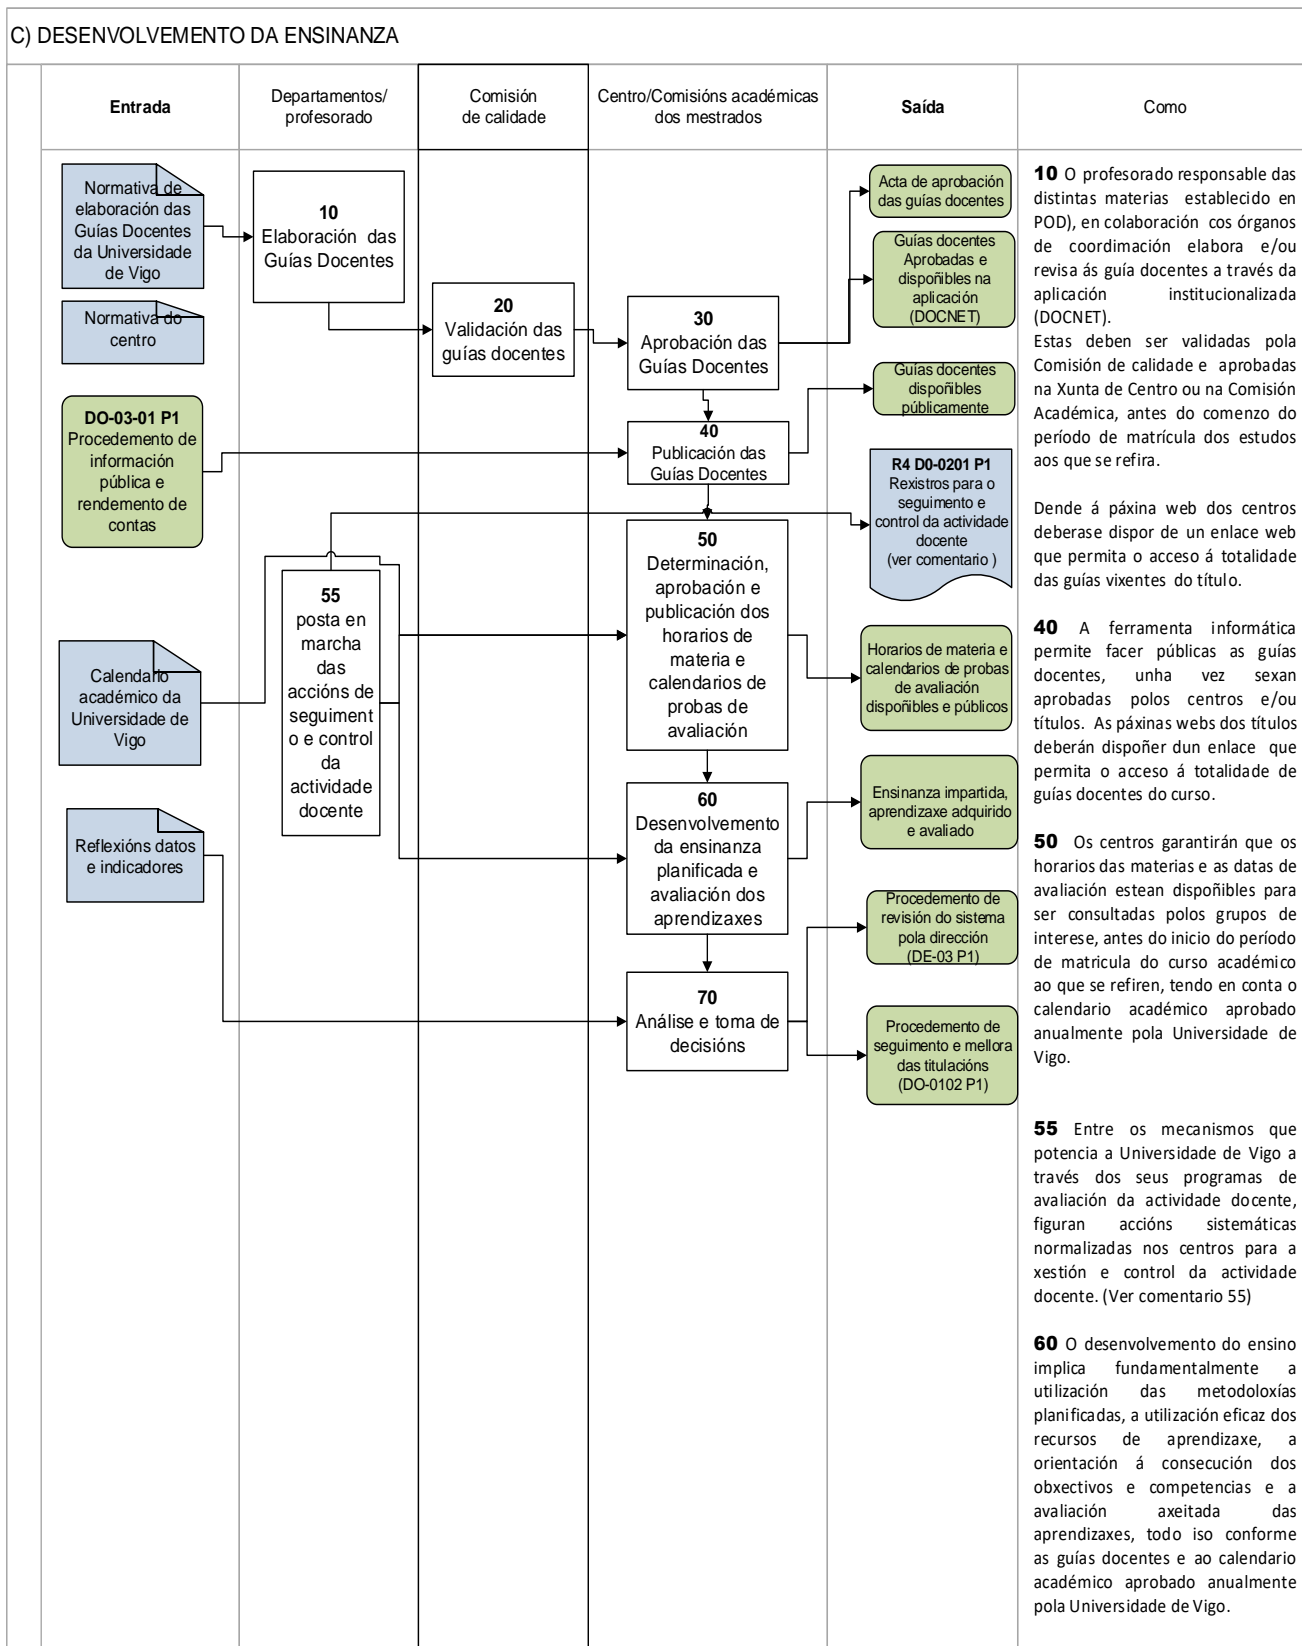 C) DESENVOLVEMENTO DA ENSINANZA
Entrada
Departamentos/
profesorado
Comisión
de calidade
Centro/Comisións académicas
dos mestrados
Saída
Como
Normativa de
elaboración das
Guías Docentes
da Universidade
de Vigo
Normativa do
centro
DO-03-01 P1
Procedemento de
información
pública e
rendemento de
contas
Calendario
académico da
Universidade de
Vigo
Reflexións datos
e indicadores
10
Elaboración das
Guías Docentes
55
posta en
marcha
das
accións de
seguiment
o e control
da
actividade
docente
20
Validación das
guías docentes
30
Aprobación das
Guías Docentes
40
Publicación das
Guías Docentes
50
Determinación,
aprobación e
publicación dos
horarios de
materia e
calendarios de
probas de
avaliación
60
Desenvolvemento
da ensinanza
planificada e
avaliación dos
aprendizaxes
70
Análise e toma de
decisións
Acta de aprobación
das guías docentes
Guías docentes
Aprobadas e
dispoñibles na
aplicación
(DOCNET)
Guías docentes
dispoñibles
públicamente
R4 D0-0201 P1
Rexistros para o
seguimento e
control da actividade
docente
(ver comentario )
Horarios de materia e
calendarios de probas
de avaliación
dispoñibles e públicos
Ensinanza impartida,
aprendizaxe adquirido
e avaliado
Procedemento de
revisión do sistema
pola dirección
(DE-03 P1)
Procedemento de
seguimento e mellora
das titulacións
(DO-0102 P1)
10 O profesorado responsable das
distintas materias establecido en
POD), en colaboración cos órganos
de coordimación elabora e/ou
revisa ás guía docentes a través da
aplicación institucionalizada
(DOCNET).
Estas deben ser validadas pola
Comisión de calidade e aprobadas
na Xunta de Centro ou na Comisión
Académica, antes do comenzo do
período de matrícula dos estudos
aos que se refira.
Dende á páxina web dos centros
deberase dispor de un enlace web
que permita o acceso á totalidade
das guías vixentes do título.
40 A ferramenta informática
permite facer públicas as guías
docentes, unha vez sexan
aprobadas polos centros e/ou
títulos. As páxinas webs dos títulos
deberán dispoñer dun enlace que
permita o acceso á totalidade de
guías docentes do curso.
50 Os centros garantirán que os
horarios das materias e as datas de
avaliación estean dispoñibles para
ser consultadas polos grupos de
interese, antes do inicio do período
de matricula do curso académico
ao que se refiren, tendo en conta o
calendario académico aprobado
anualmente pola Universidade de
Vigo.
55 Entre os mecanismos que
potencia a Universidade de Vigo a
través dos seus programas de
avaliación da actividade docente,
figuran accións sistemáticas
normalizadas nos centros para a
xestión e control da actividade
docente. (Ver comentario 55)
60 O desenvolvemento do ensino
implica fundamentalmente a
utilización das metodoloxías
planificadas, a utilización eficaz dos
recursos de aprendizaxe, a
orientación á consecución dos
obxectivos e competencias e a
avaliación axeitada das
aprendizaxes, todo iso conforme
as guías docentes e ao calendario
académico aprobado anualmente
pola Universidade de Vigo.